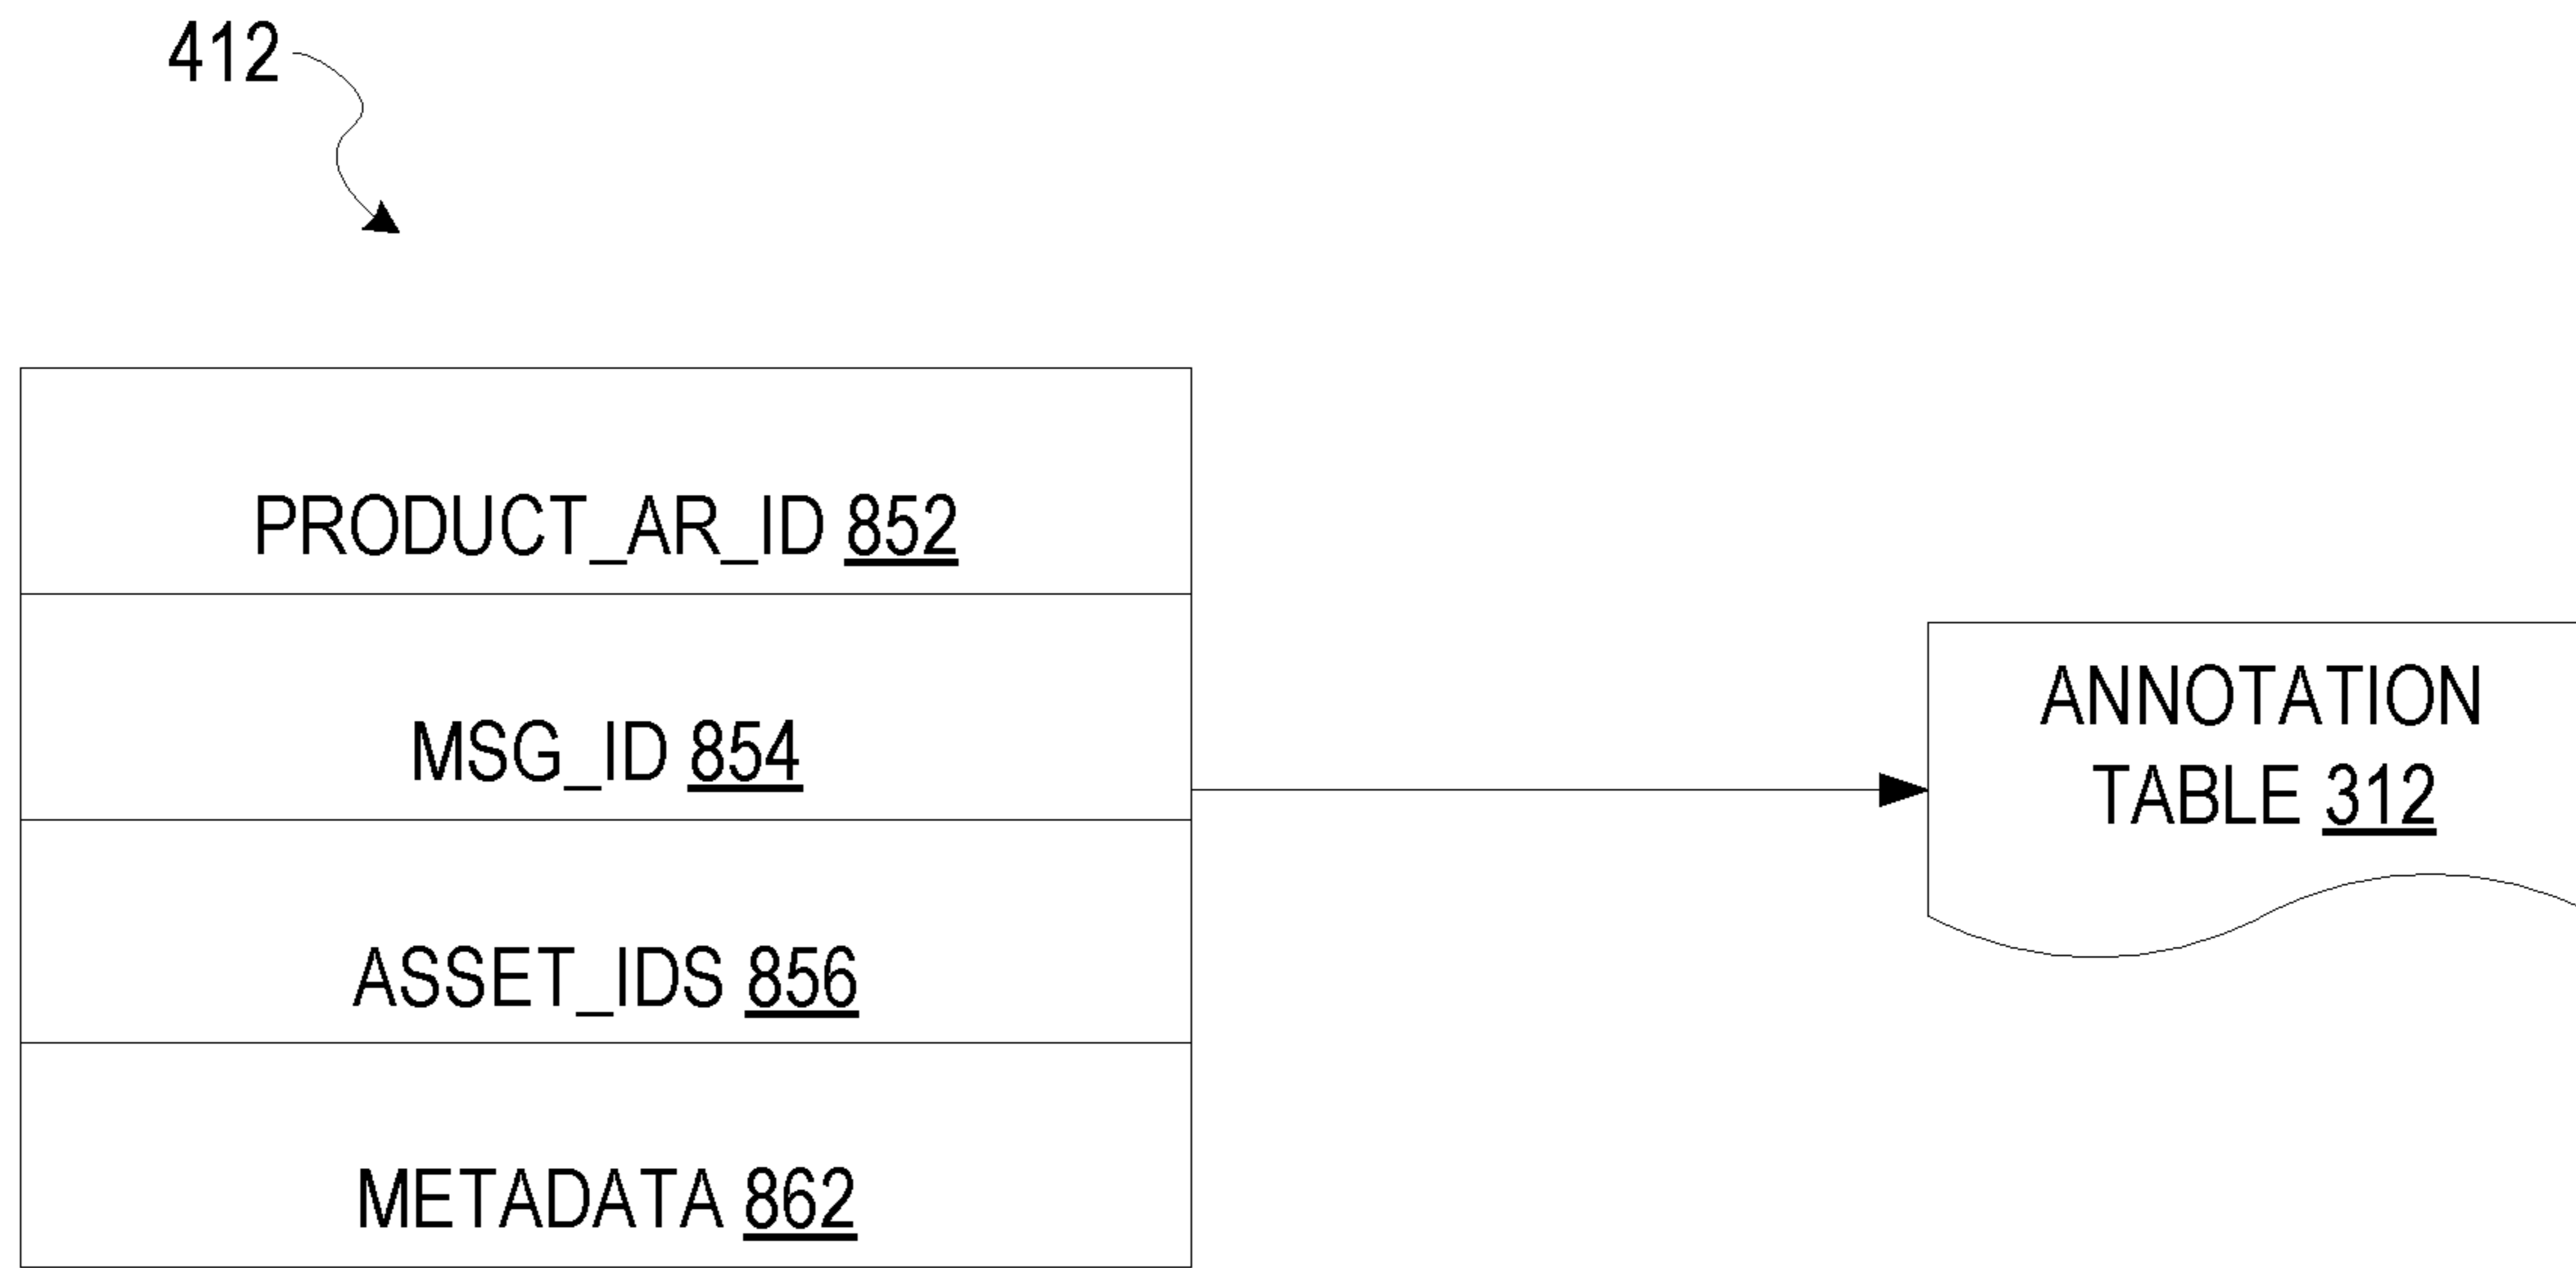 412
PRODUCT_AR_ID 852
MSG_ID 854
ASSET_IDS 856
METADATA 862
ANNOTATION
TABLE 312